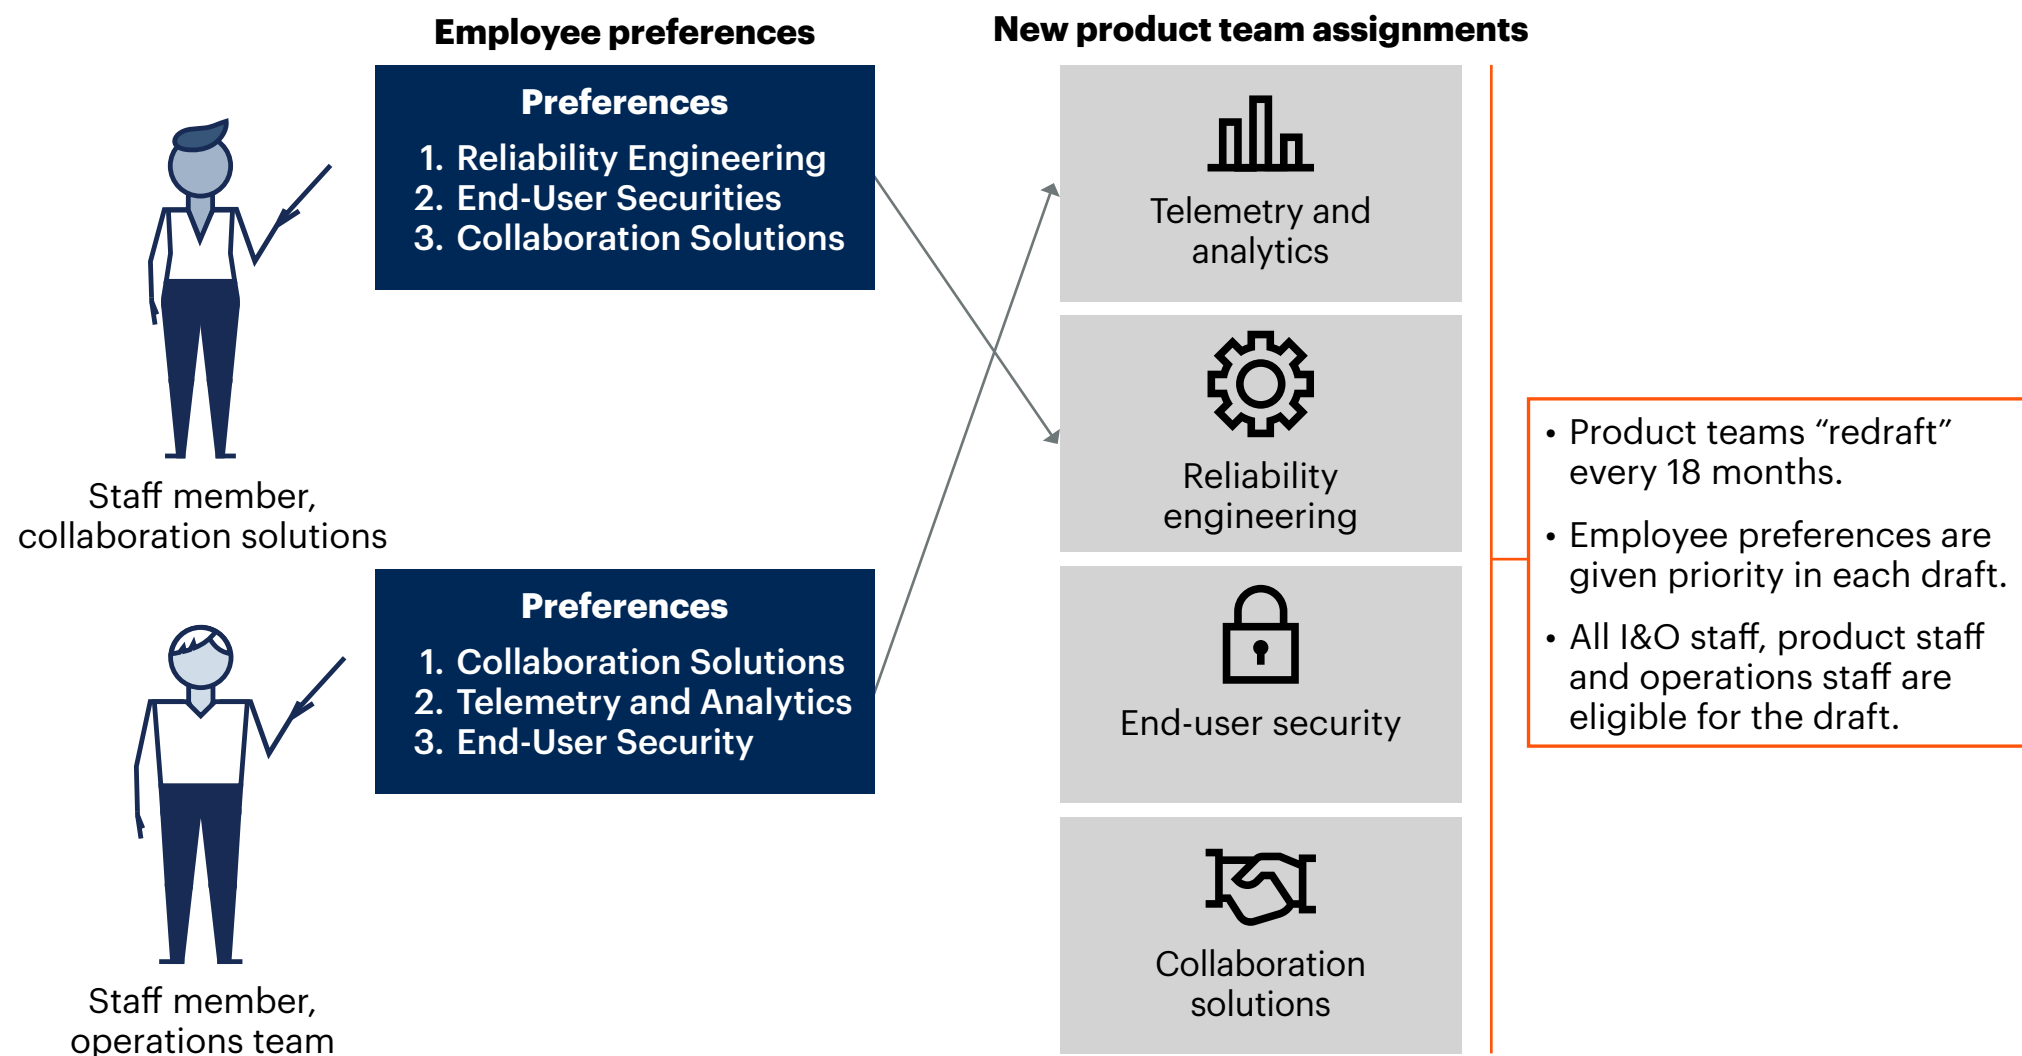 Employee preferences
New product team assignments
Preferences
1. Reliability Engineering
2. End-User Securities
3. Collaboration Solutions
Staff member,
collaboration solutions
Preferences
1. Collaboration Solutions
2. Telemetry and Analytics
3. End-User Security
Staff member,
operations team
Telemetry and
analytics
Reliability
engineering
End-user security
Collaboration
solutions
• Product teams “redraft”
every 18 months.
• Employee preferences are
given priority in each draft.
• All I&O staff, product staff
and operations staff are
eligible for the draft.